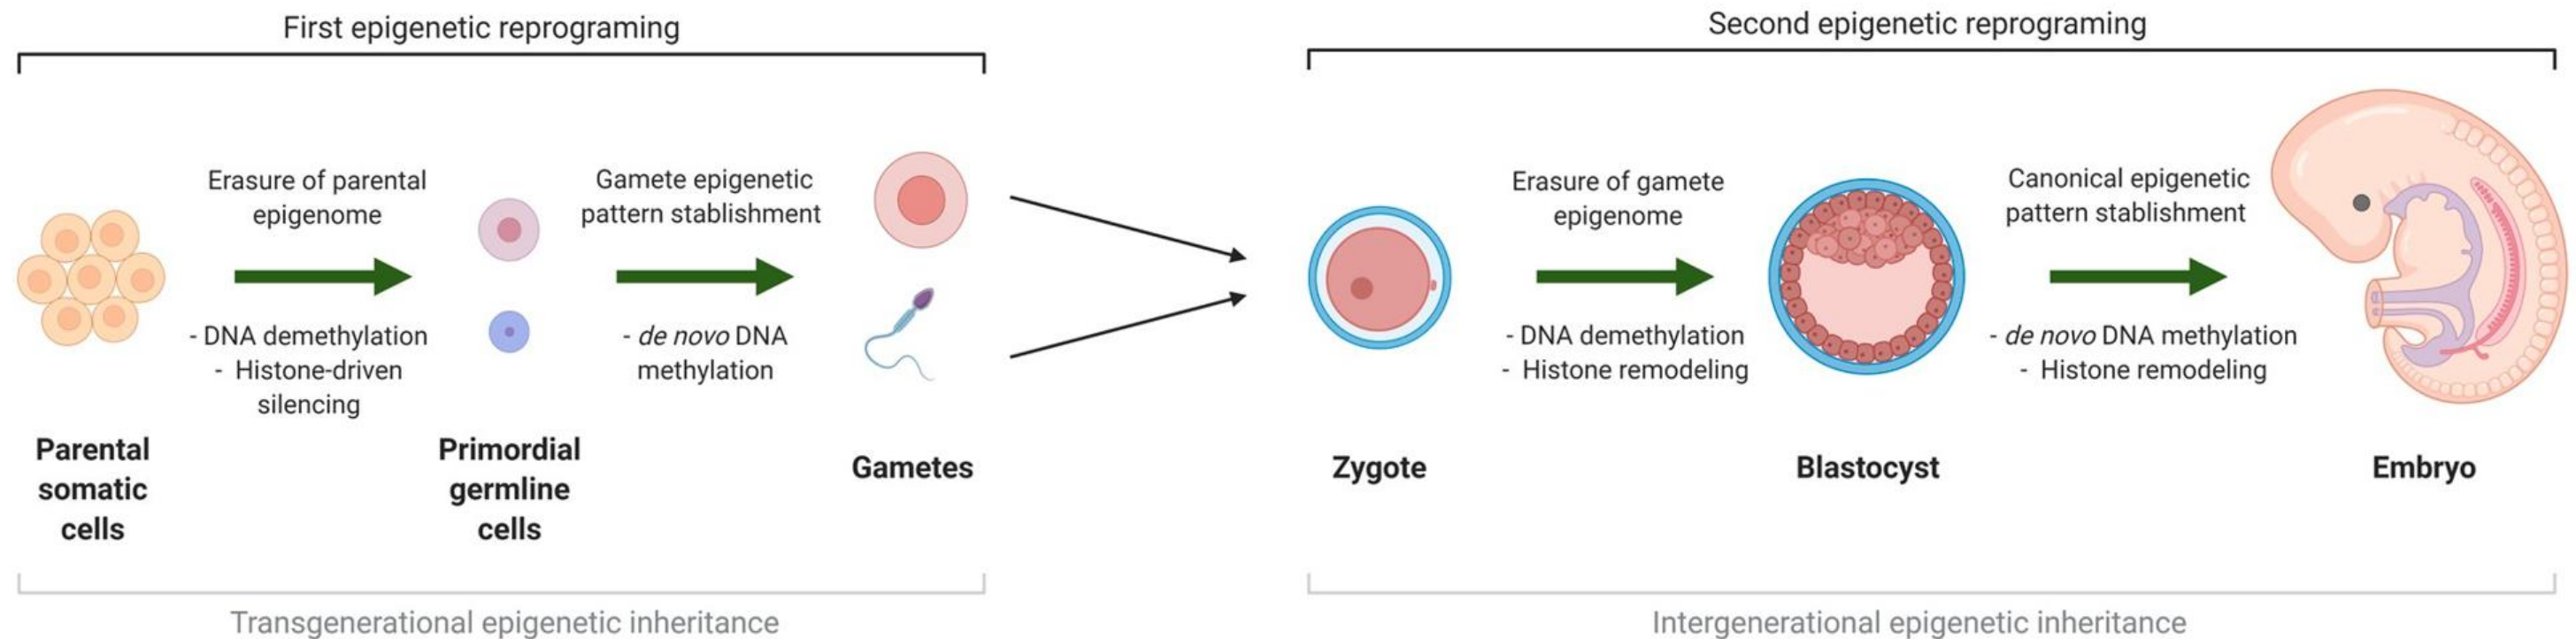 First epigenetic reprograming
Second epigenetic reprograming
Erasure of parental
epigenome
- DNA demethylation
- Histone-driven
silencing
Gamete epigenetic
pattern stablishment
- de novo DNA
methylation
Erasure of gamete
epigenome
- DNA demethylation
- Histone remodeling
Canonical epigenetic
pattern stablishment
- de novo DNA methylation
- Histone remodeling
Parental
somatic
cells
Primordial
germline
cells
Gametes
Zygote
Blastocyst
Embryo
Transgenerational epigenetic inheritance
Intergenerational epigenetic inheritance